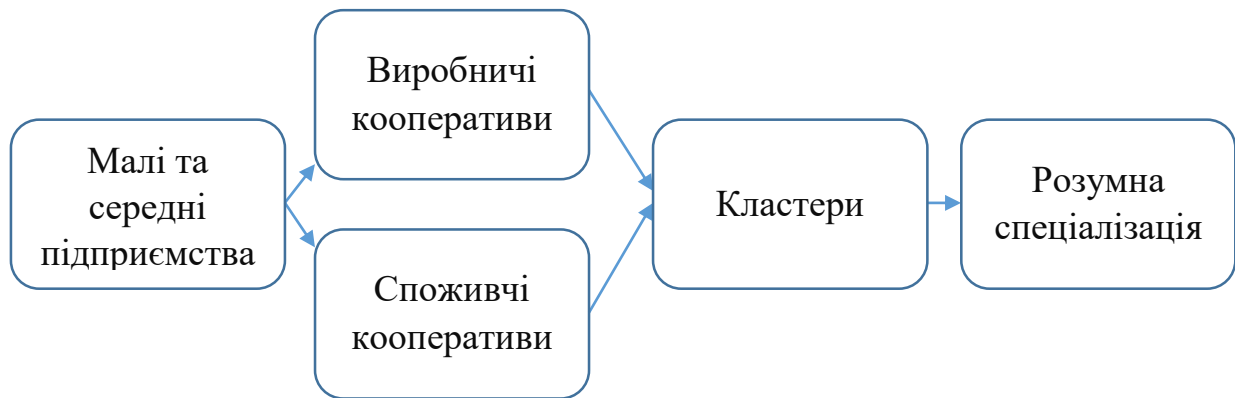 Малі та
середні
підприємства
Виробничі
кооперативи
Споживчі
кооперативи
Кластери
Розумна
спеціалізація